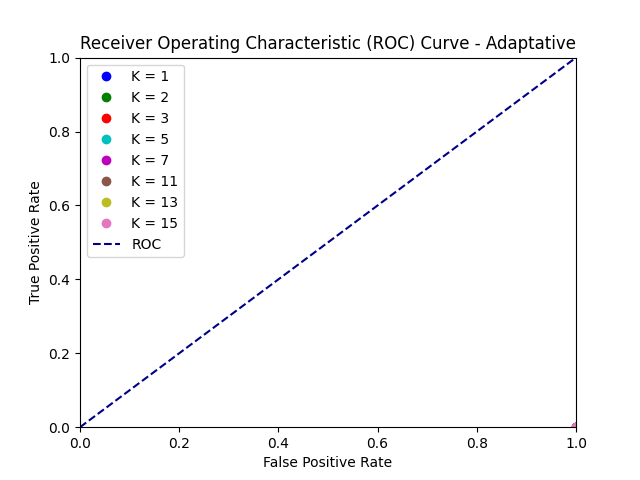 Receiver Operating Characteristic (ROC) Curve - Adaptative
1.0
0.8
0.6
0.4
0.2
0.0
True Positive Rate
K = 1
K = 2
K = 3
K = 5
K = 7
K = 11
K = 13
K = 15
ROC
0.0 0.2 0.4 0.6 0.8 1.0
False Positive Rate